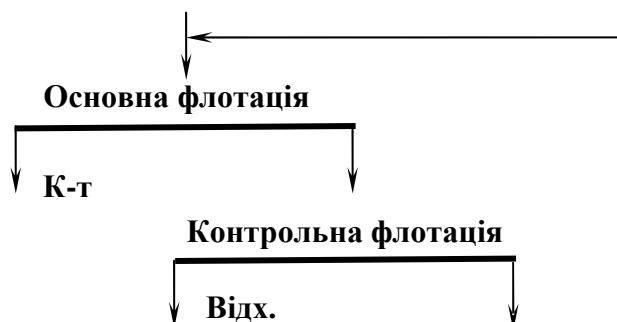 Основна флотація
К-т
Контрольна флотація
Відх.